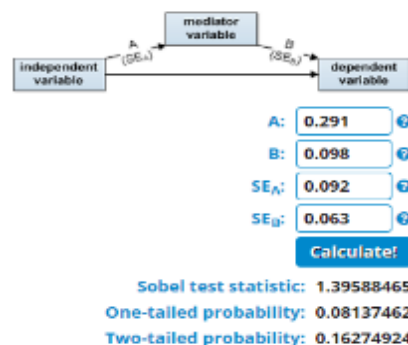 mediator
variable
A
(SEA)
B
(SEB)
independent
variable
dependent
variable
A: 0.291 ?
B: 0.098 ?
SEA: 0.092 ?
SEB: 0.063 ?
Calculate!
Sobel test statistic: 1.39588465
One-tailed probability: 0.08137462
Two-tailed probability: 0.16274924